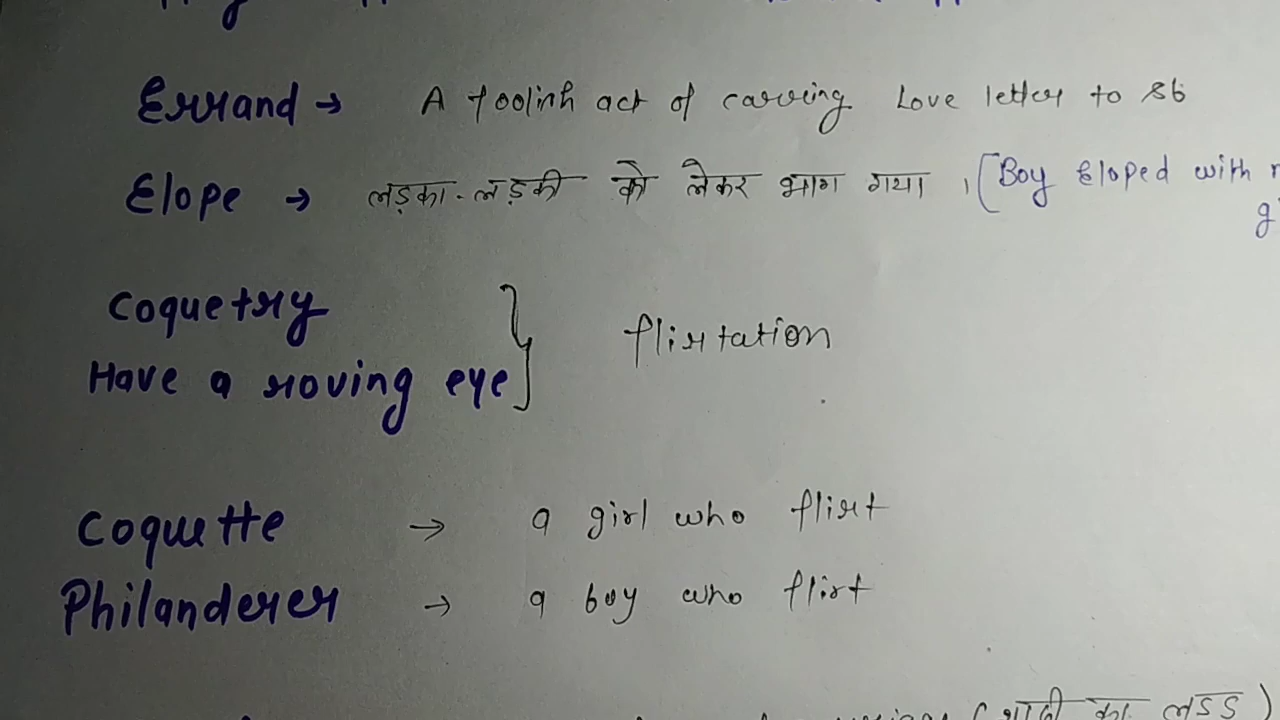 Errand → A foolish act of carrying Love letter to sb
Elope → लड़का-लड़की को लेकर भाग गया । (Boy Eloped with
Coquetry
Have a roving eye } flirtation
Coquette → a girl who flirt
Philanderer → a boy who flirt
(शादी का लड्डू)